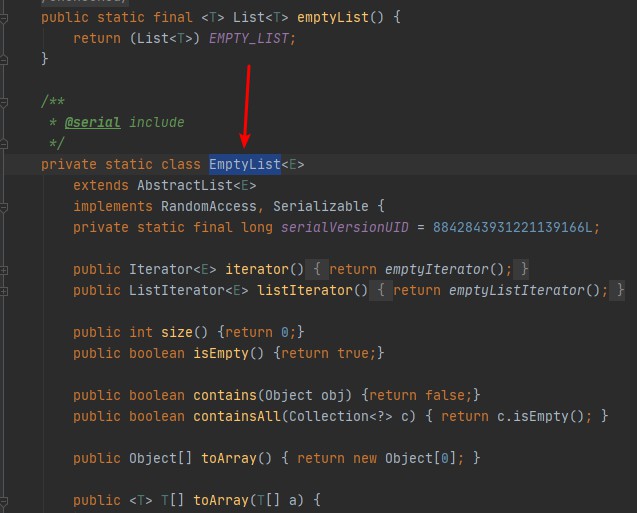 public static final <T> List<T> emptyList() {
return (List<T>) EMPTY_LIST;
}
/**
* @serial include
*/
private static class EmptyList<E>
extends AbstractList<E>
implements RandomAccess, Serializable {
private static final long serialVersionUID = 8842843931221139166L;
public Iterator<E> iterator() { return emptyIterator(); }
public ListIterator<E> listIterator() { return emptyListIterator(); }
public int size() {return 0;}
public boolean isEmpty() {return true;}
public boolean contains(Object obj) {return false;}
public boolean containsAll(Collection<?> c) { return c.isEmpty(); }
public Object[] toArray() { return new Object[0]; }
public <T> T[] toArray(T[] a) {